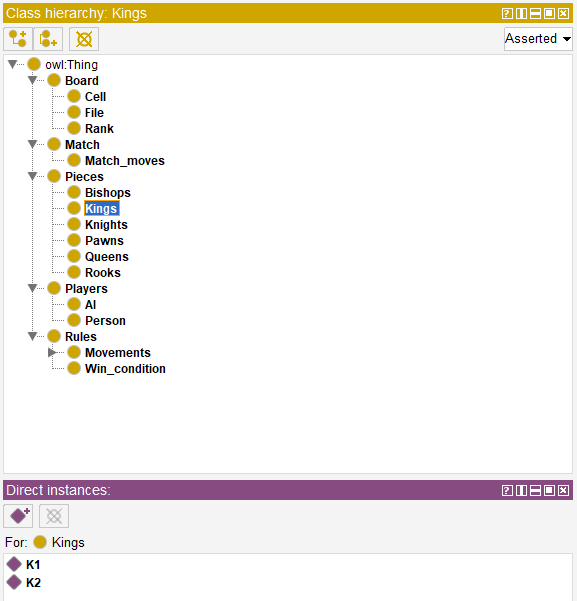 Class hierarchy: Kings
Asserted
owl:Thing
Board
Cell
File
Rank
Match
Match_moves
Pieces
Bishops
Kings
Knights
Pawns
Queens
Rooks
Players
AI
Person
Rules
Movements
Win_condition
Direct instances:
For: Kings
K1
K2